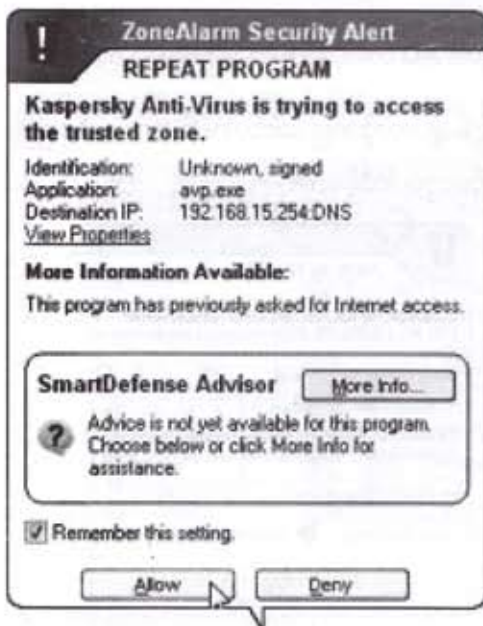 !
ZoneAlarm Security Alert
REPEAT PROGRAM
Kaspersky Anti-Virus is trying to access
the trusted zone.
Identification: Unknown, signed
Application: avp.exe
Destination IP: 192.168.15.254:DNS
View Properties
More Information Available:
This program has previously asked for Internet access.
SmartDefense Advisor More Info...
? Advice is not yet available for this program.
Choose below or click More Info for
assistance.
Remember this setting.
Allow Deny